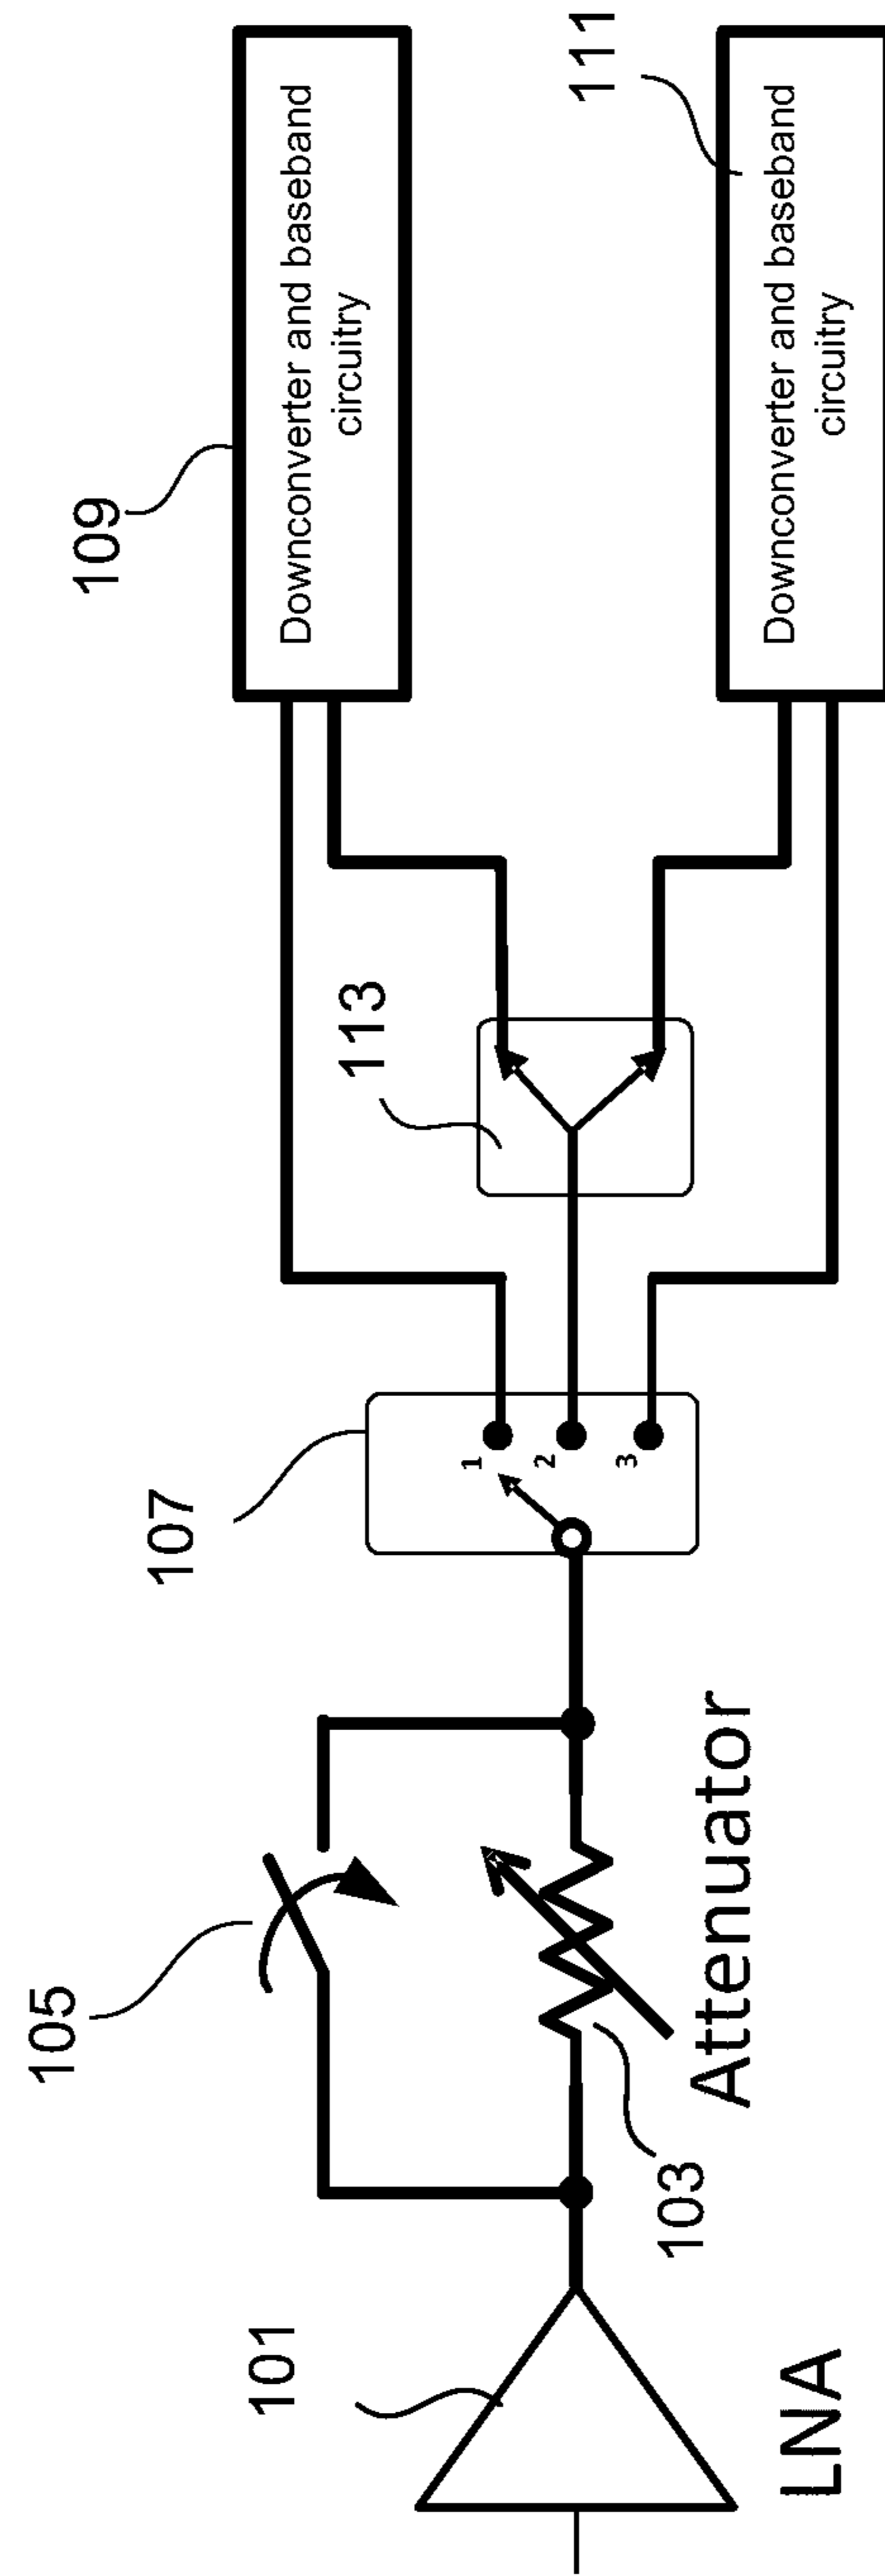 109
Downconverter and baseband
circuitry
111
Downconverter and baseband
circuitry
113
107
1
2
3
105
103
Attenuator
101
LNA